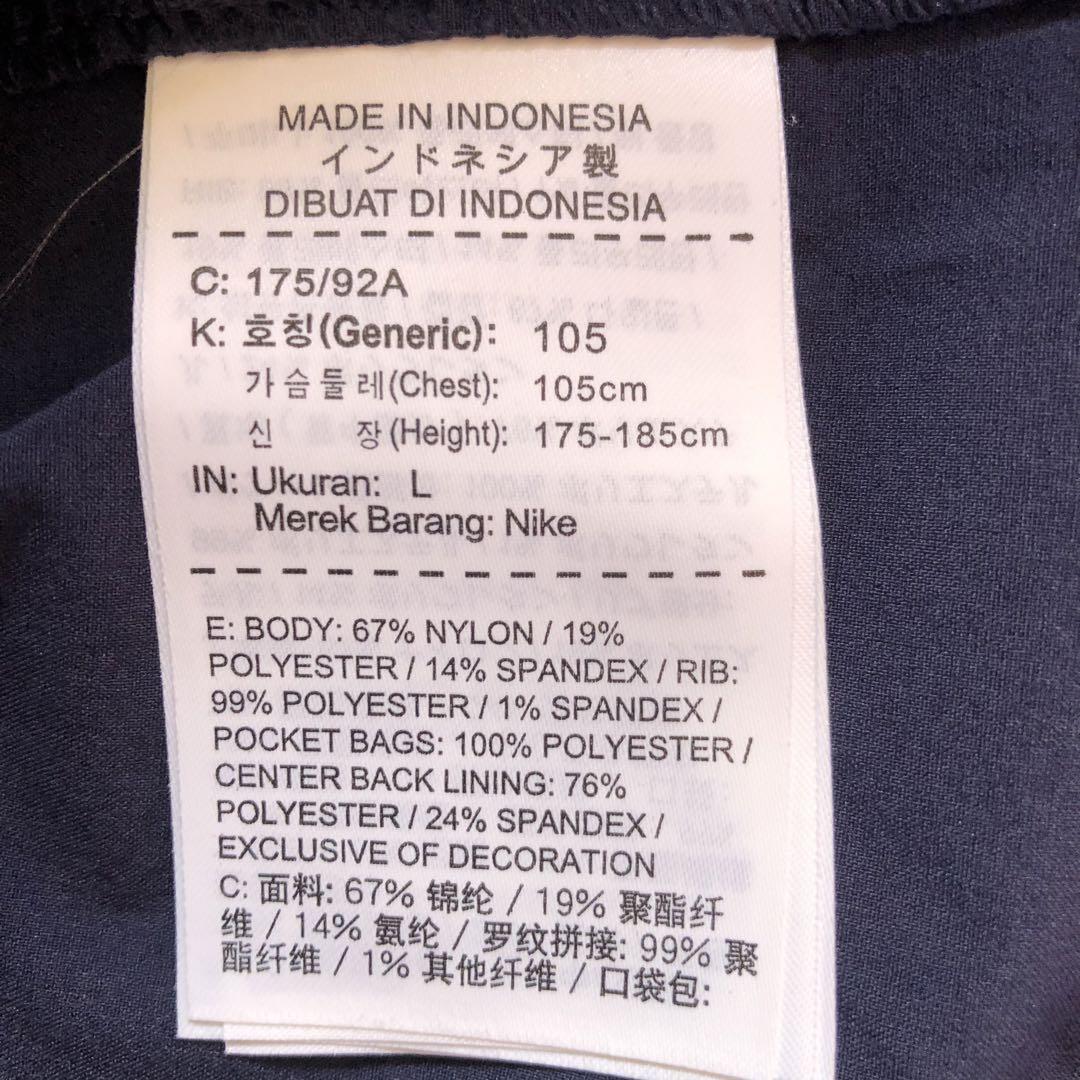 MADE IN INDONESIA
インドネシア製
DIBUAT DI INDONESIA
C: 175/92A
K: 호칭(Generic): 105
가슴둘레(Chest): 105cm
신 장(Height): 175-185cm
IN: Ukuran: L
Merek Barang: Nike
E: BODY: 67% NYLON / 19%
POLYESTER / 14% SPANDEX / RIB:
99% POLYESTER / 1% SPANDEX /
POCKET BAGS: 100% POLYESTER /
CENTER BACK LINING: 76%
POLYESTER / 24% SPANDEX /
EXCLUSIVE OF DECORATION
C: 面料: 67% 锦纶 / 19% 聚酯纤
维 / 14% 氨纶 / 罗纹拼接: 99% 聚
酯纤维 / 1% 其他纤维 / 口袋包: